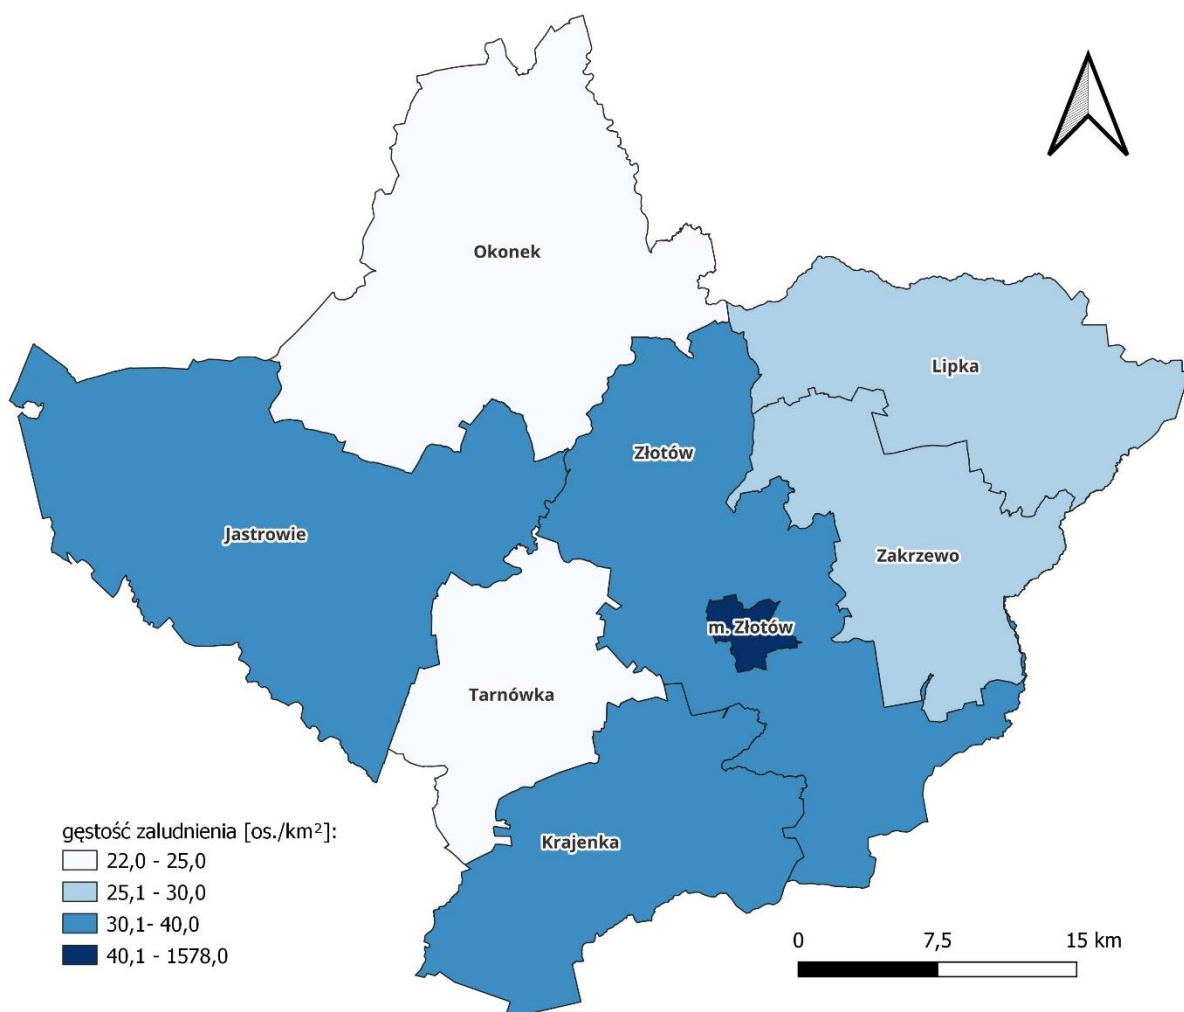 Okonek
Lipka
Złotów
Jastrowie
Zakrzewo
m. Złotów
Tarnówka
Krajenka
gęstość zaludnienia [os./km²]:
22,0 - 25,0
25,1 - 30,0
30,1- 40,0
40,1 - 1578,0
0 7,5 15 km